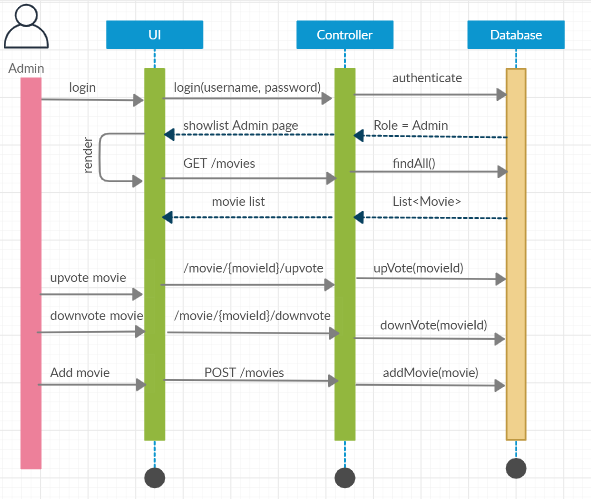 UI
Controller
Database
Admin
login
login(username, password)
authenticate
showlist Admin page
Role = Admin
render
GET /movies
findAll()
movie list
List<Movie>
upvote movie
/movie/{movieId}/upvote
upVote(movieId)
downvote movie
/movie/{movieId}/downvote
downVote(movieId)
Add movie
POST /movies
addMovie(movie)